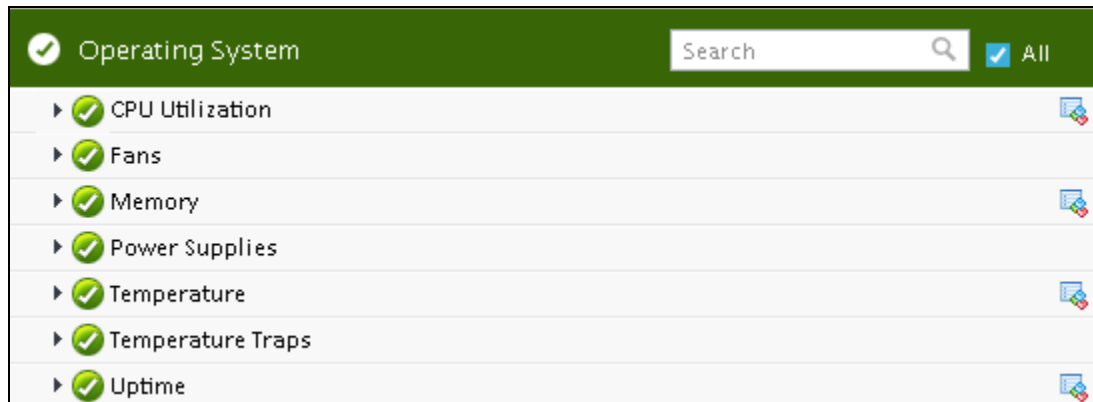 Operating System Search All
CPU Utilization
Fans
Memory
Power Supplies
Temperature
Temperature Traps
Uptime